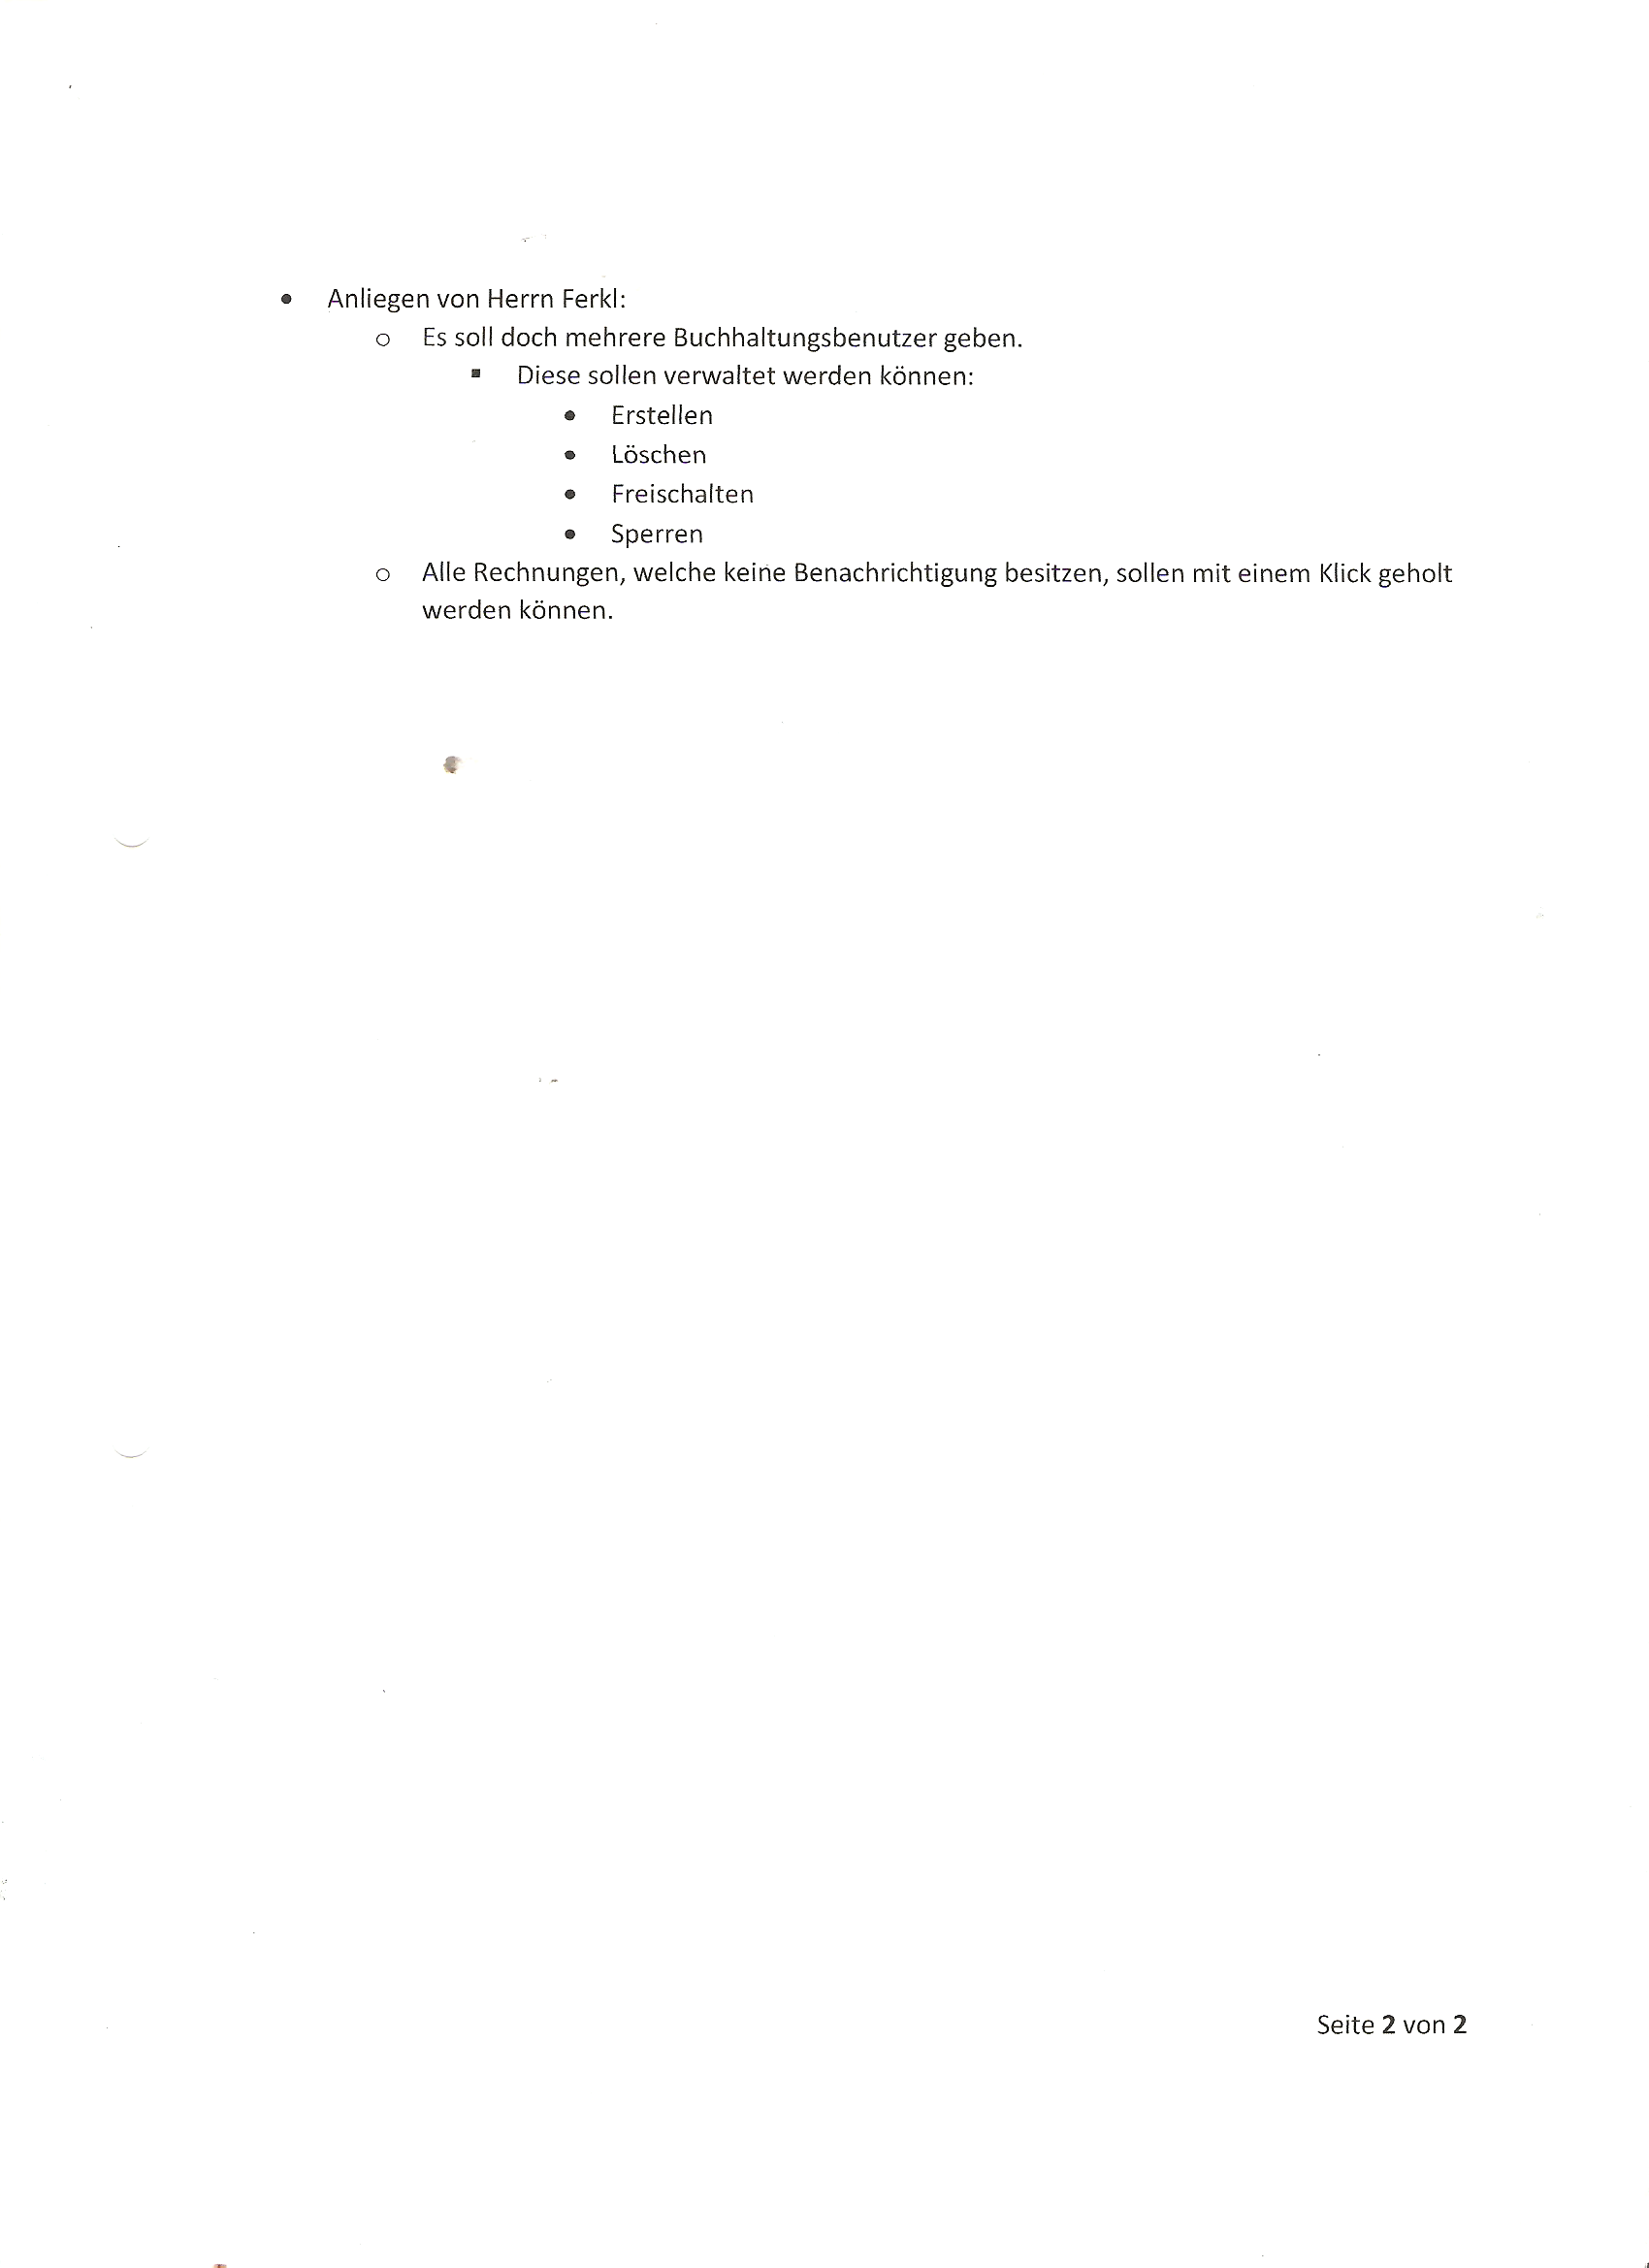 • Anliegen von Herrn Ferkl:
o Es soll doch mehrere Buchhaltungsbenutzer geben.
▪ Diese sollen verwaltet werden können:
• Erstellen
• Löschen
• Freischalten
• Sperren
o Alle Rechnungen, welche keine Benachrichtigung besitzen, sollen mit einem Klick geholt
werden können.
Seite 2 von 2